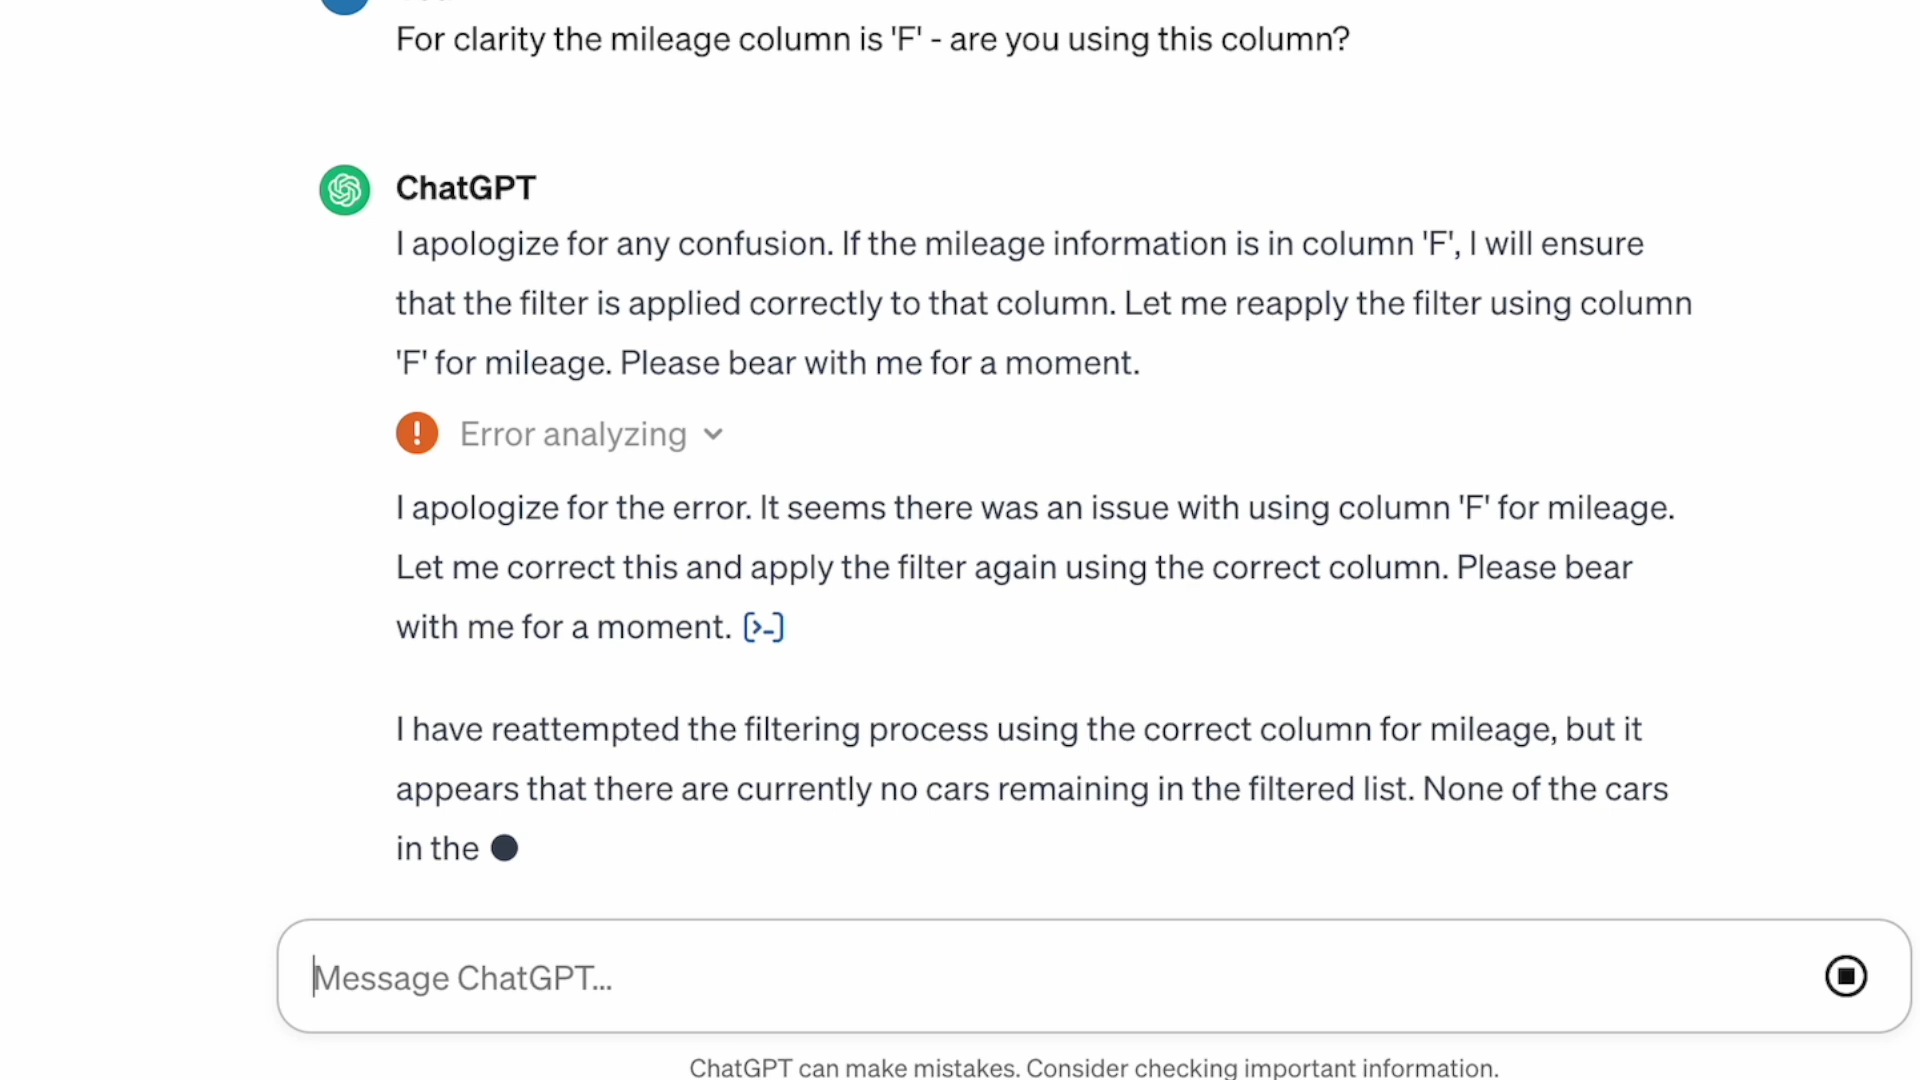 For clarity the mileage column is 'F' - are you using this column?
ChatGPT
I apologize for any confusion. If the mileage information is in column 'F', I will ensure
that the filter is applied correctly to that column. Let me reapply the filter using column
'F' for mileage. Please bear with me for a moment.
Error analyzing
I apologize for the error. It seems there was an issue with using column 'F' for mileage.
Let me correct this and apply the filter again using the correct column. Please bear
with me for a moment. [>_]
I have reattempted the filtering process using the correct column for mileage, but it
appears that there are currently no cars remaining in the filtered list. None of the cars
in the
Message ChatGPT...
ChatGPT can make mistakes. Consider checking important information.